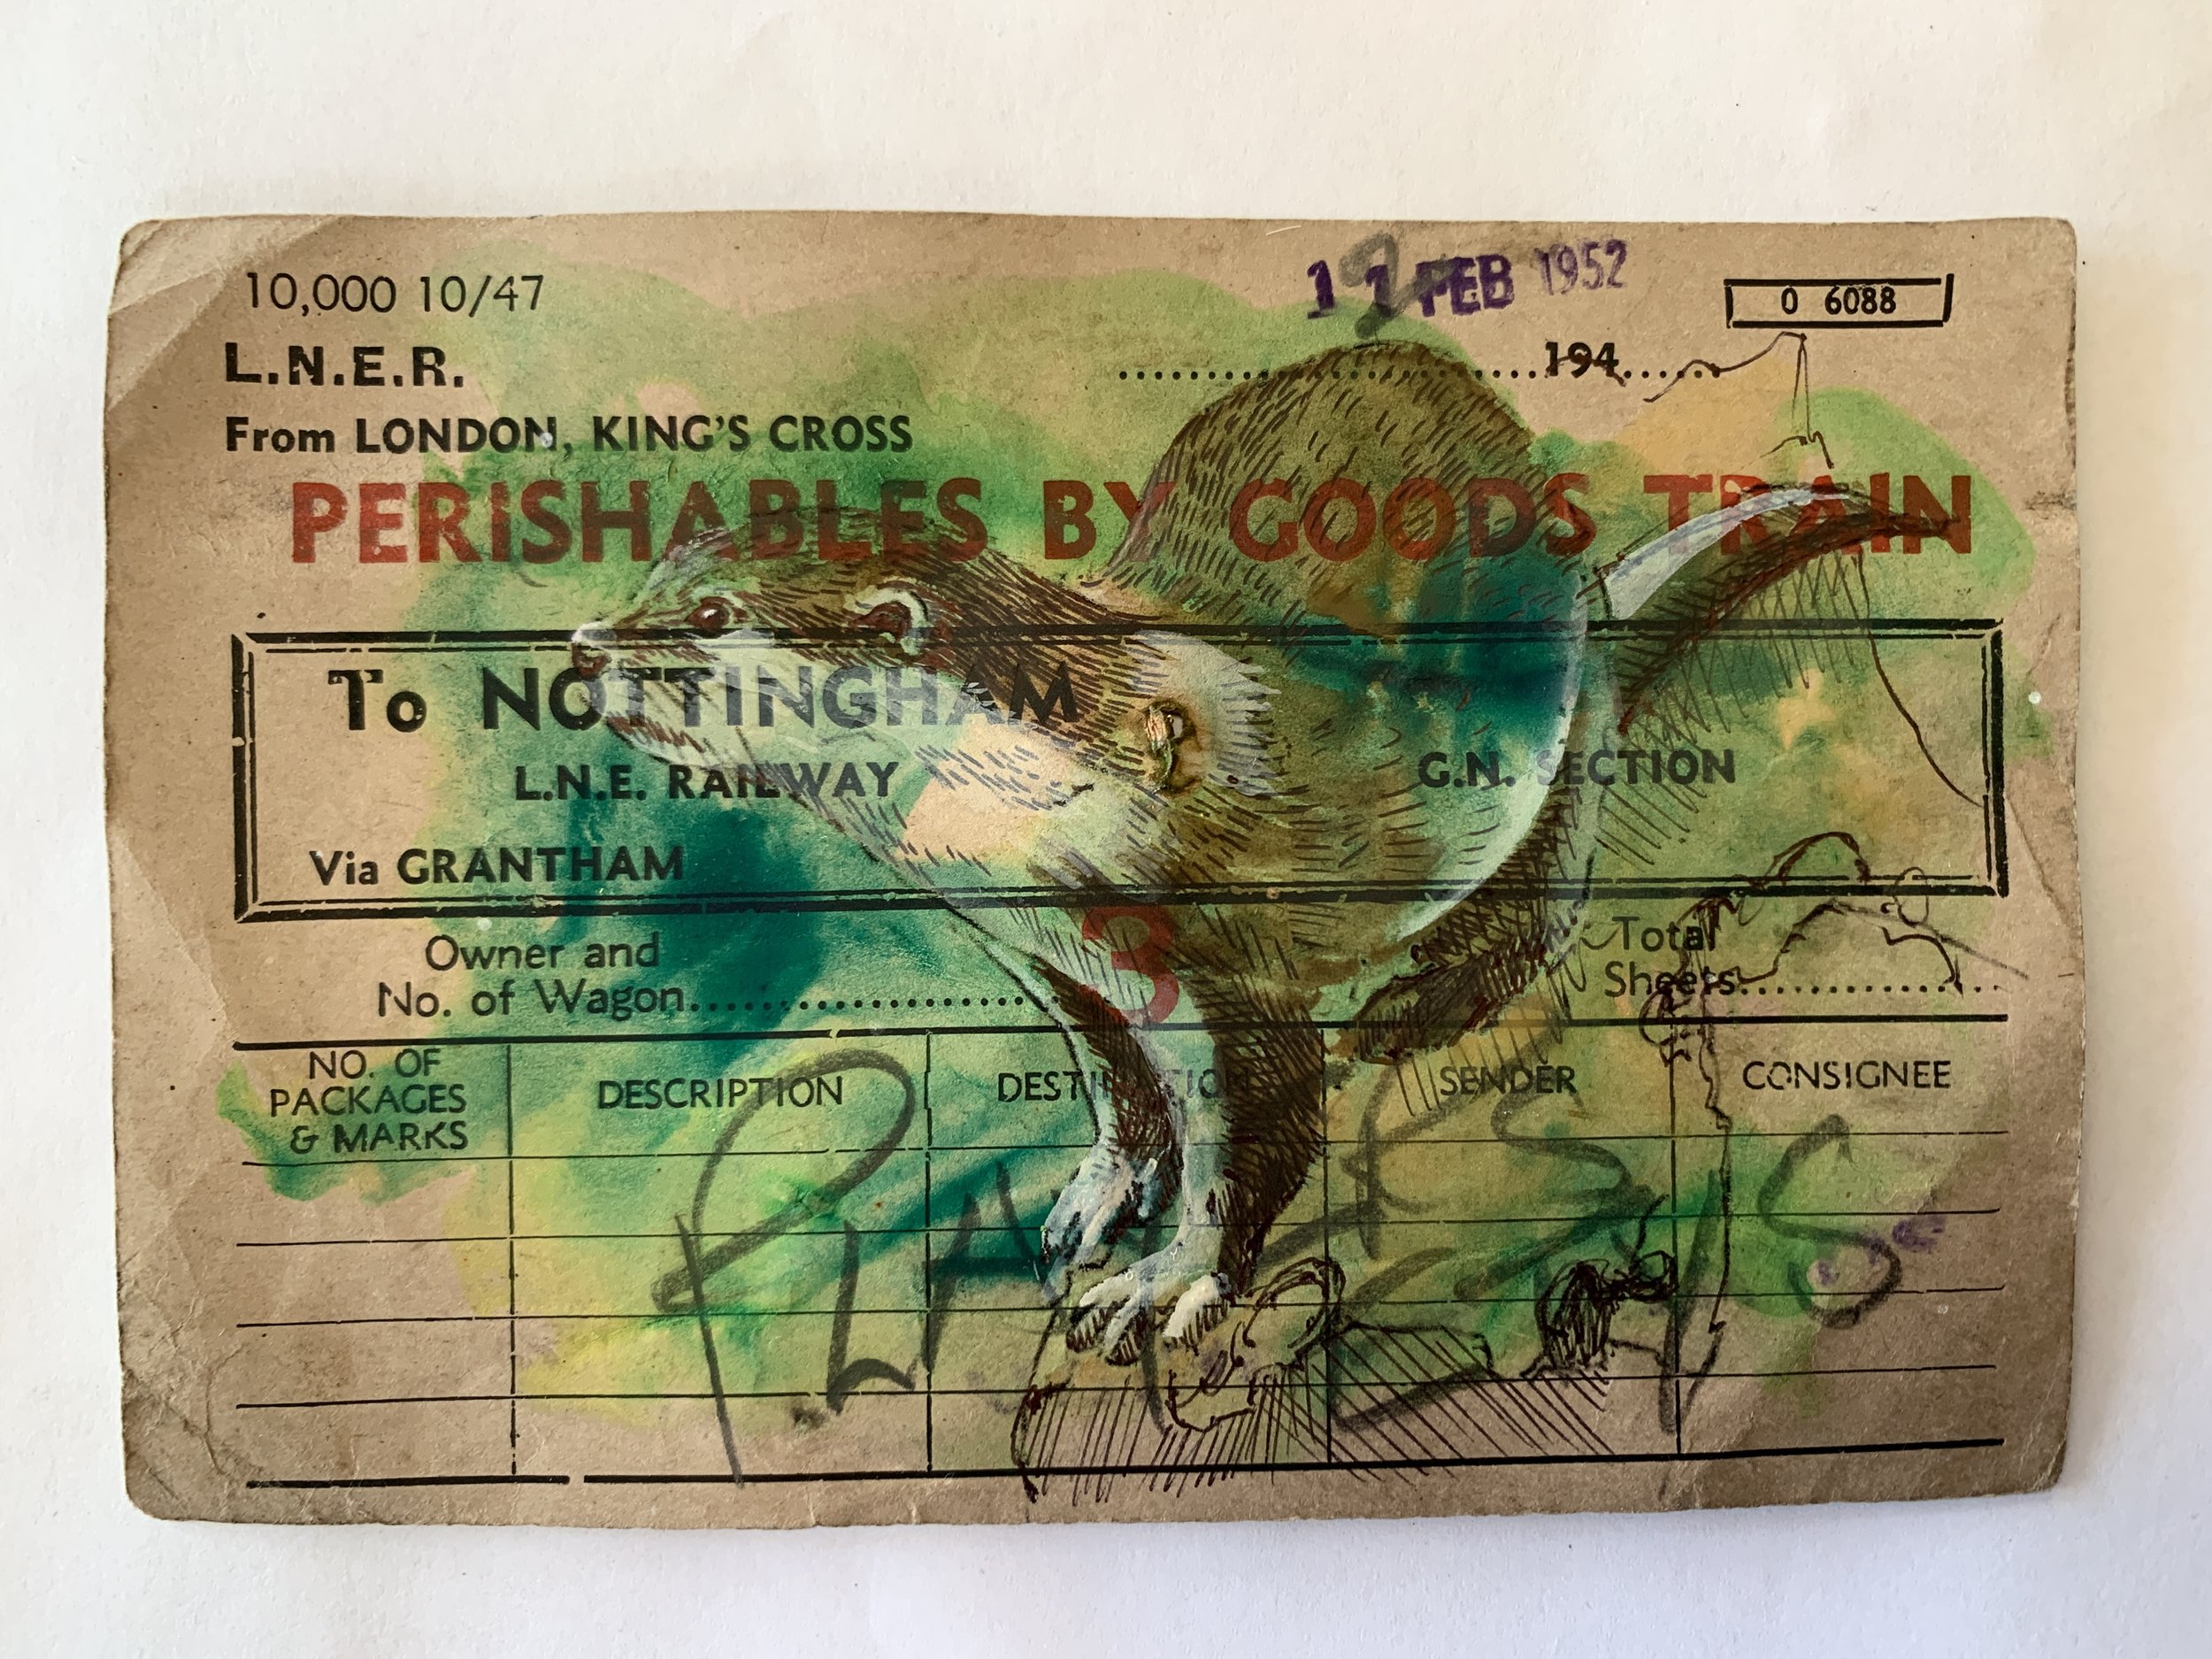 10,000 10/47
11 FEB 1952
0 6088
L.N.E.R.
194
From LONDON, KING'S CROSS
PERISHABLES BY GOODS TRAIN
To NOTTINGHAM
L.N.E. RAILWAY
G.N. SECTION
Via GRANTHAM
3
Owner and
No. of Wagon
Total
Sheets
NO. OF
PACKAGES
& MARKS
DESCRIPTION
DESTINATION
SENDER
CONSIGNEE